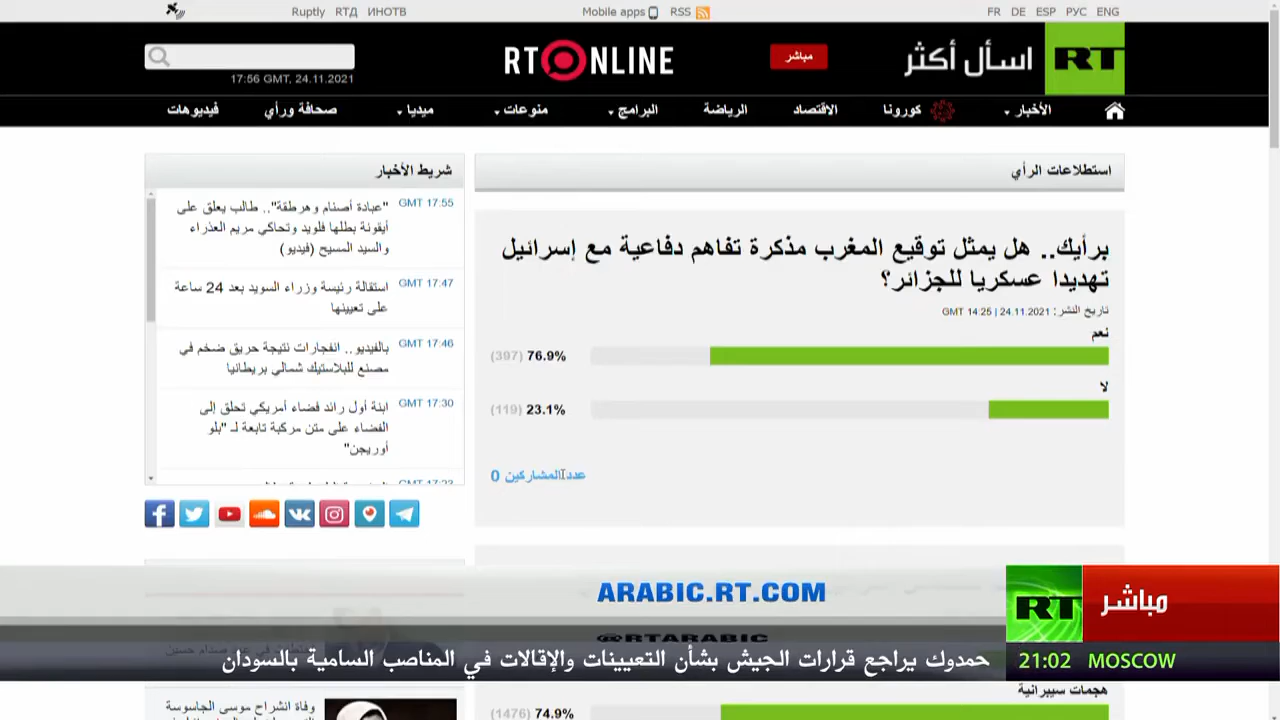 Ruptly RTД ИНОТВ
Mobile apps RSS
FR DE ESP РУС ENG
17:56 GMT, 24.11.2021
RT ONLINE
مباشر
اسأل أكثر
RT
الأخبار
كورونا
الاقتصاد
الرياضة
البرامج
منوعات
ميديا
صحافة ورأي
فيديوهات
استطلاعات الرأي
برأيك.. هل يمثل توقيع المغرب مذكرة تفاهم دفاعية مع إسرائيل
تهديدا عسكريا للجزائر؟
تاريخ النشر: 24.11.2021 | 14:25 GMT
نعم
(397) 76.9%
لا
(119) 23.1%
عدد المشاركين 0
شريط الأخبار
17:55 GMT
"عبادة أصنام وهرطقة".. طالب يعلق على
أيقونة بطلها فلويد وتحاكي مريم العذراء
والسيد المسيح (فيديو)
17:47 GMT
استقالة رئيسة وزراء السويد بعد 24 ساعة
على تعيينها
17:46 GMT
بالفيديو.. انفجارات نتيجة حريق ضخم في
مصنع للبلاستيك شمالي بريطانيا
17:30 GMT
ابنة أول رائد فضاء أمريكي تحلق إلى
الفضاء على متن مركبة تابعة لـ "بلو
أوريجن"
ARABIC.RT.COM
@RTARABIC
RT
مباشر
حمدوك يراجع قرارات الجيش بشأن التعيينات والإقالات في المناصب السامية بالسودان
21:02 MOSCOW
هجمات سيبرانية
(1476) 74.9%
وفاة انشراح موسى الجاسوسة